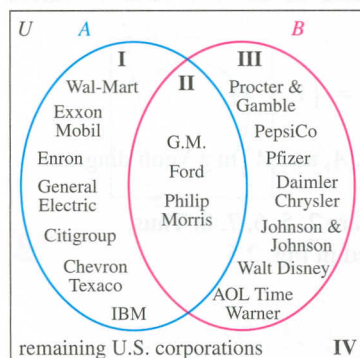 U
A
B
I
II
III
Wal-Mart
Exxon
Mobil
Enron
General
Electric
Citigroup
Chevron
Texaco
IBM
G.M.
Ford
Philip
Morris
Procter &
Gamble
PepsiCo
Pfizer
Daimler
Chrysler
Johnson &
Johnson
Walt Disney
AOL Time
Warner
remaining U.S. corporations
IV